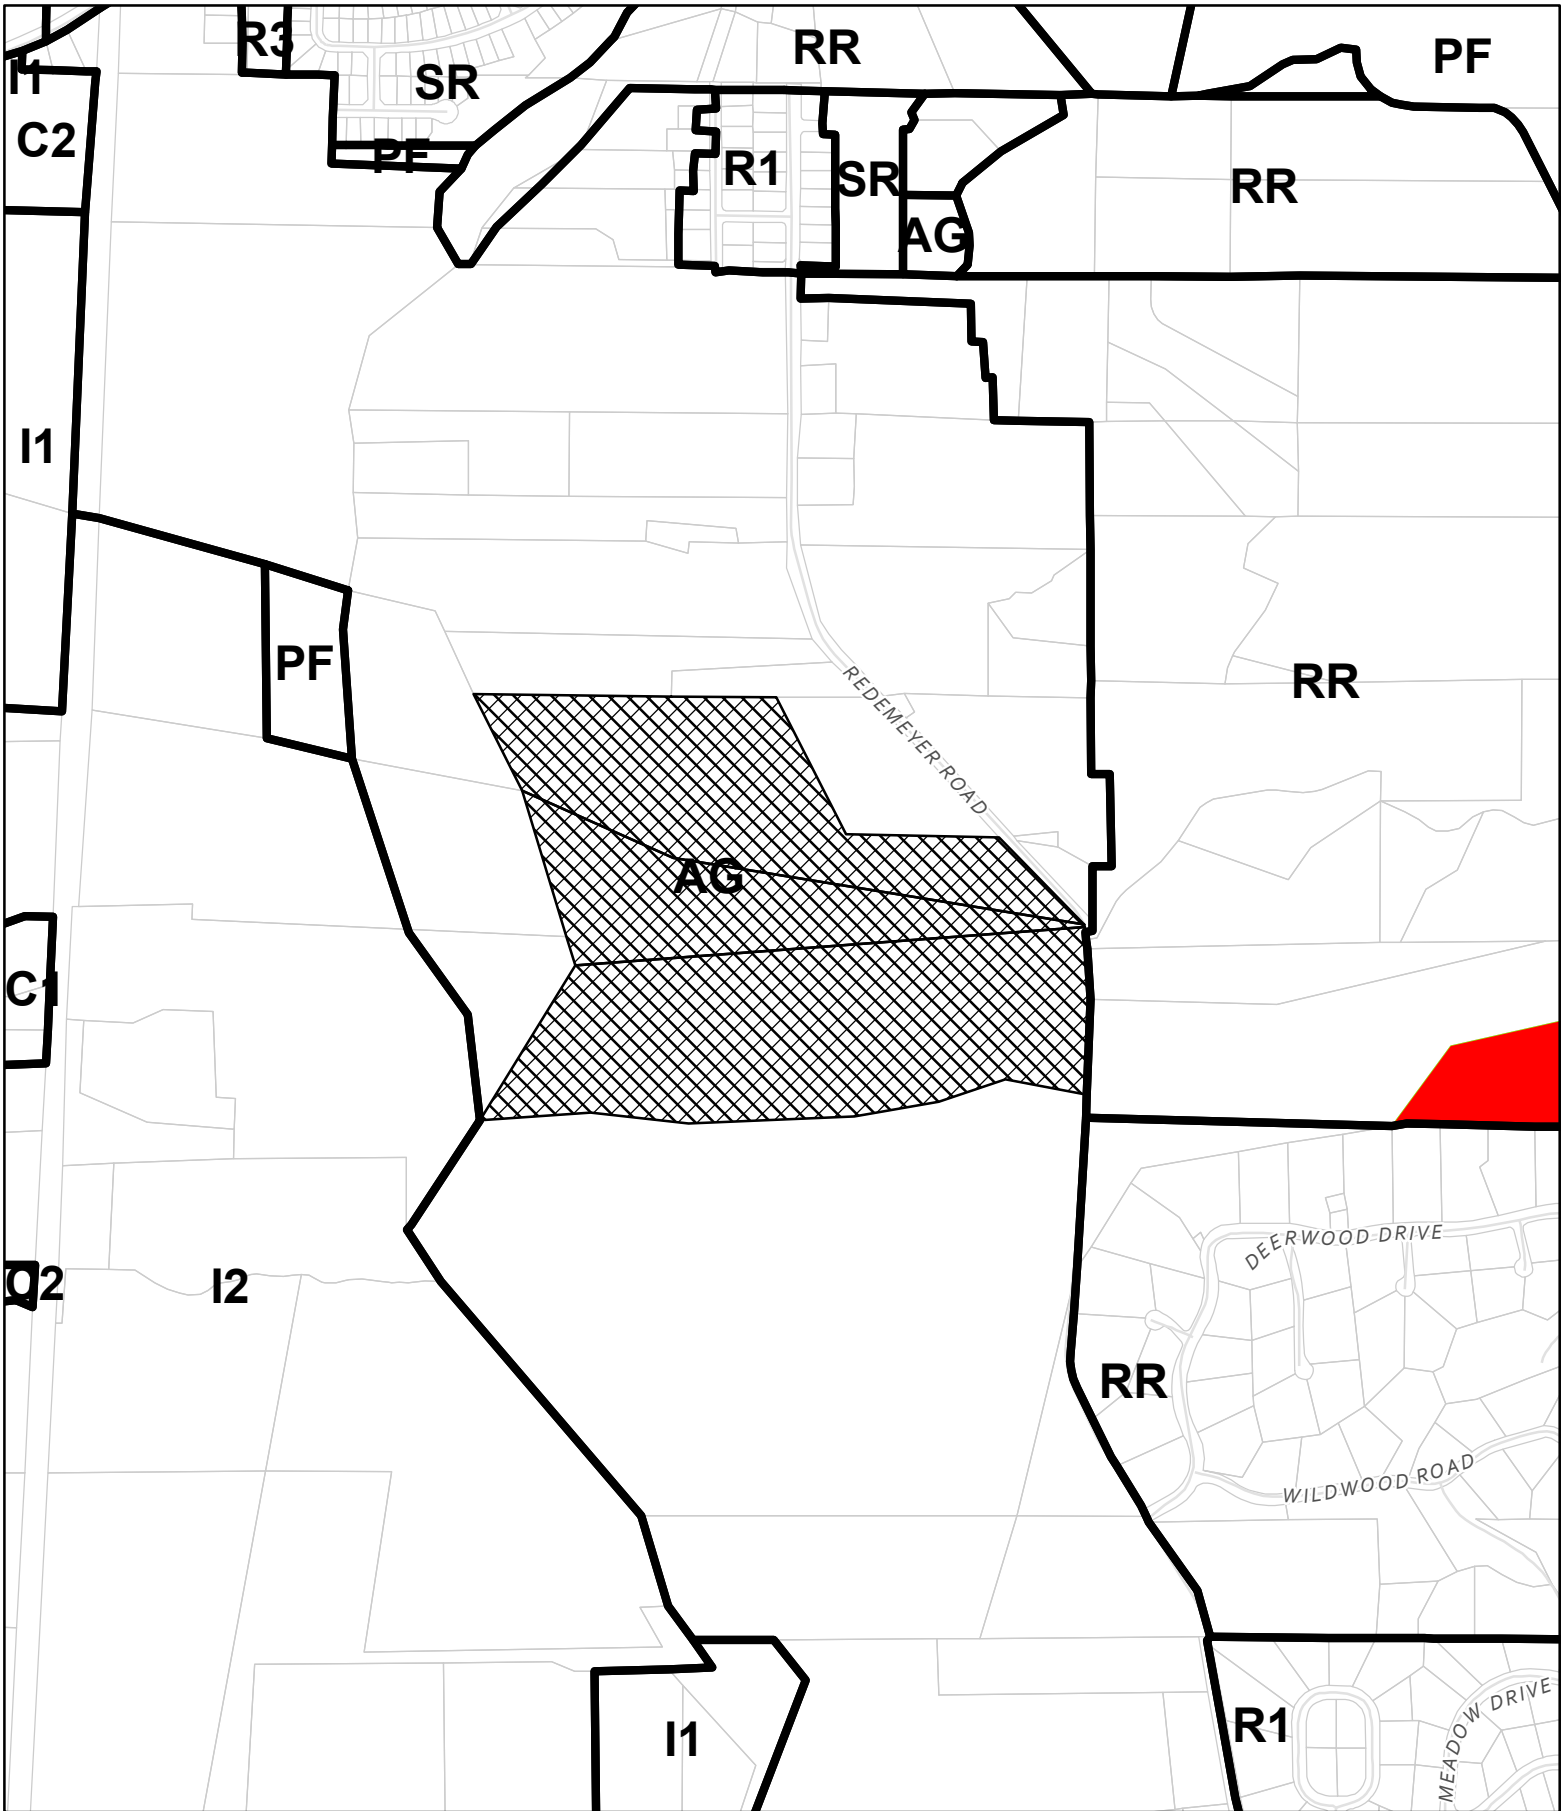 R3
RR
PF
I1
SR
C2
PF
R1
SR
RR
AG
I1
PF
REDEMEYER ROAD
RR
AG
C1
DEERWOOD DRIVE
C2
I2
RR
WILDWOOD ROAD
R1
MEADOW DRIVE
I1